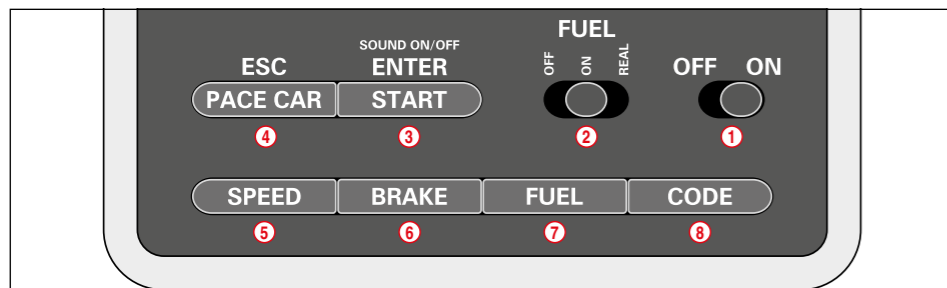 FUEL
SOUND ON/OFF
ESC ENTER OFF ON REAL OFF ON
PACE CAR START
4 3 2 1
SPEED BRAKE FUEL CODE
5 6 7 8